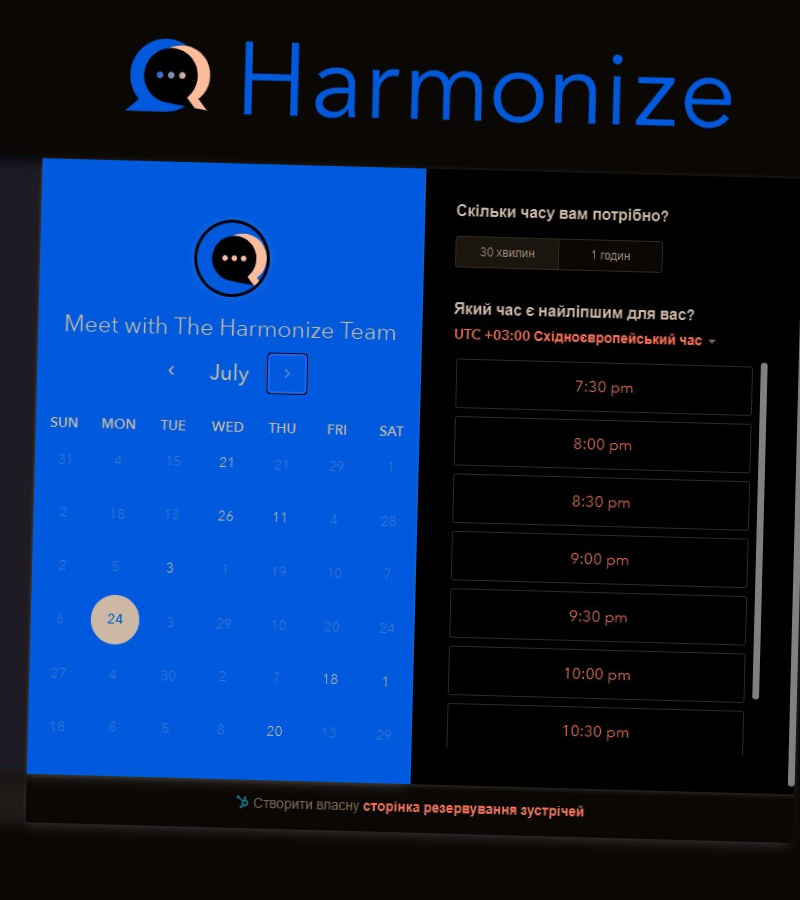 Harmonize
Meet with The Harmonize Team
July
SUN MON TUE WED THU FRI SAT
31 4 15 21 21 29 1
2 18 13 26 11 4 28
2 5 3 1 19 10 7
6 24 3 29 10 20 24
27 4 30 2 7 18 1
18 8 5 8 20 13 29
Скільки часу вам потрібно?
30 хвилин 1 годин
Який час є найліпшим для вас?
UTC +03:00 Східноєвропейський час
7:30 pm
8:00 pm
8:30 pm
9:00 pm
9:30 pm
10:00 pm
10:30 pm
Створити власну сторінка резервування зустрічей